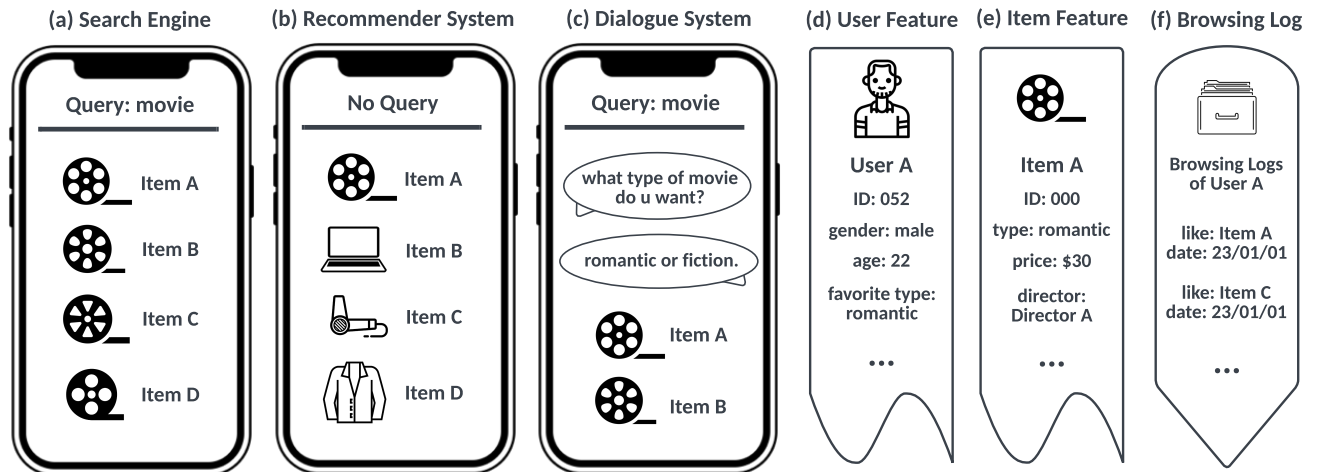 (a) Search Engine
Query: movie
Item A
Item B
Item C
Item D
(b) Recommender System
No Query
Item A
Item B
Item C
Item D
(c) Dialogue System
Query: movie
what type of movie
do u want?
romantic or fiction.
Item A
Item B
(d) User Feature
User A
ID: 052
gender: male
age: 22
favorite type:
romantic
...
(e) Item Feature
Item A
ID: 000
type: romantic
price: $30
director:
Director A
...
(f) Browsing Log
Browsing Logs
of User A
like: Item A
date: 23/01/01
like: Item C
date: 23/01/01
...